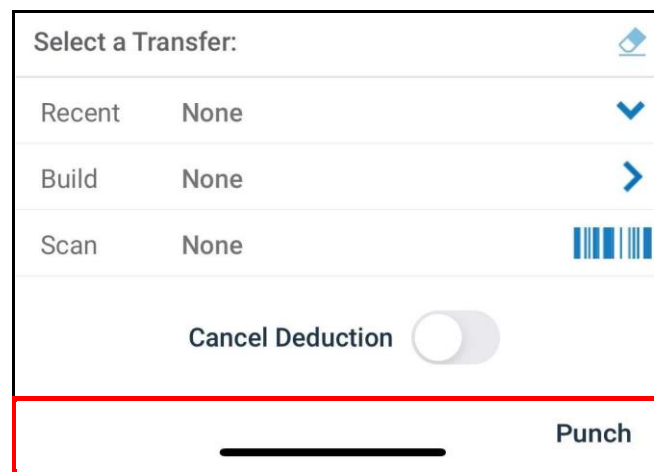 Select a Transfer:
Recent None
Build None
Scan None
Cancel Deduction
Punch